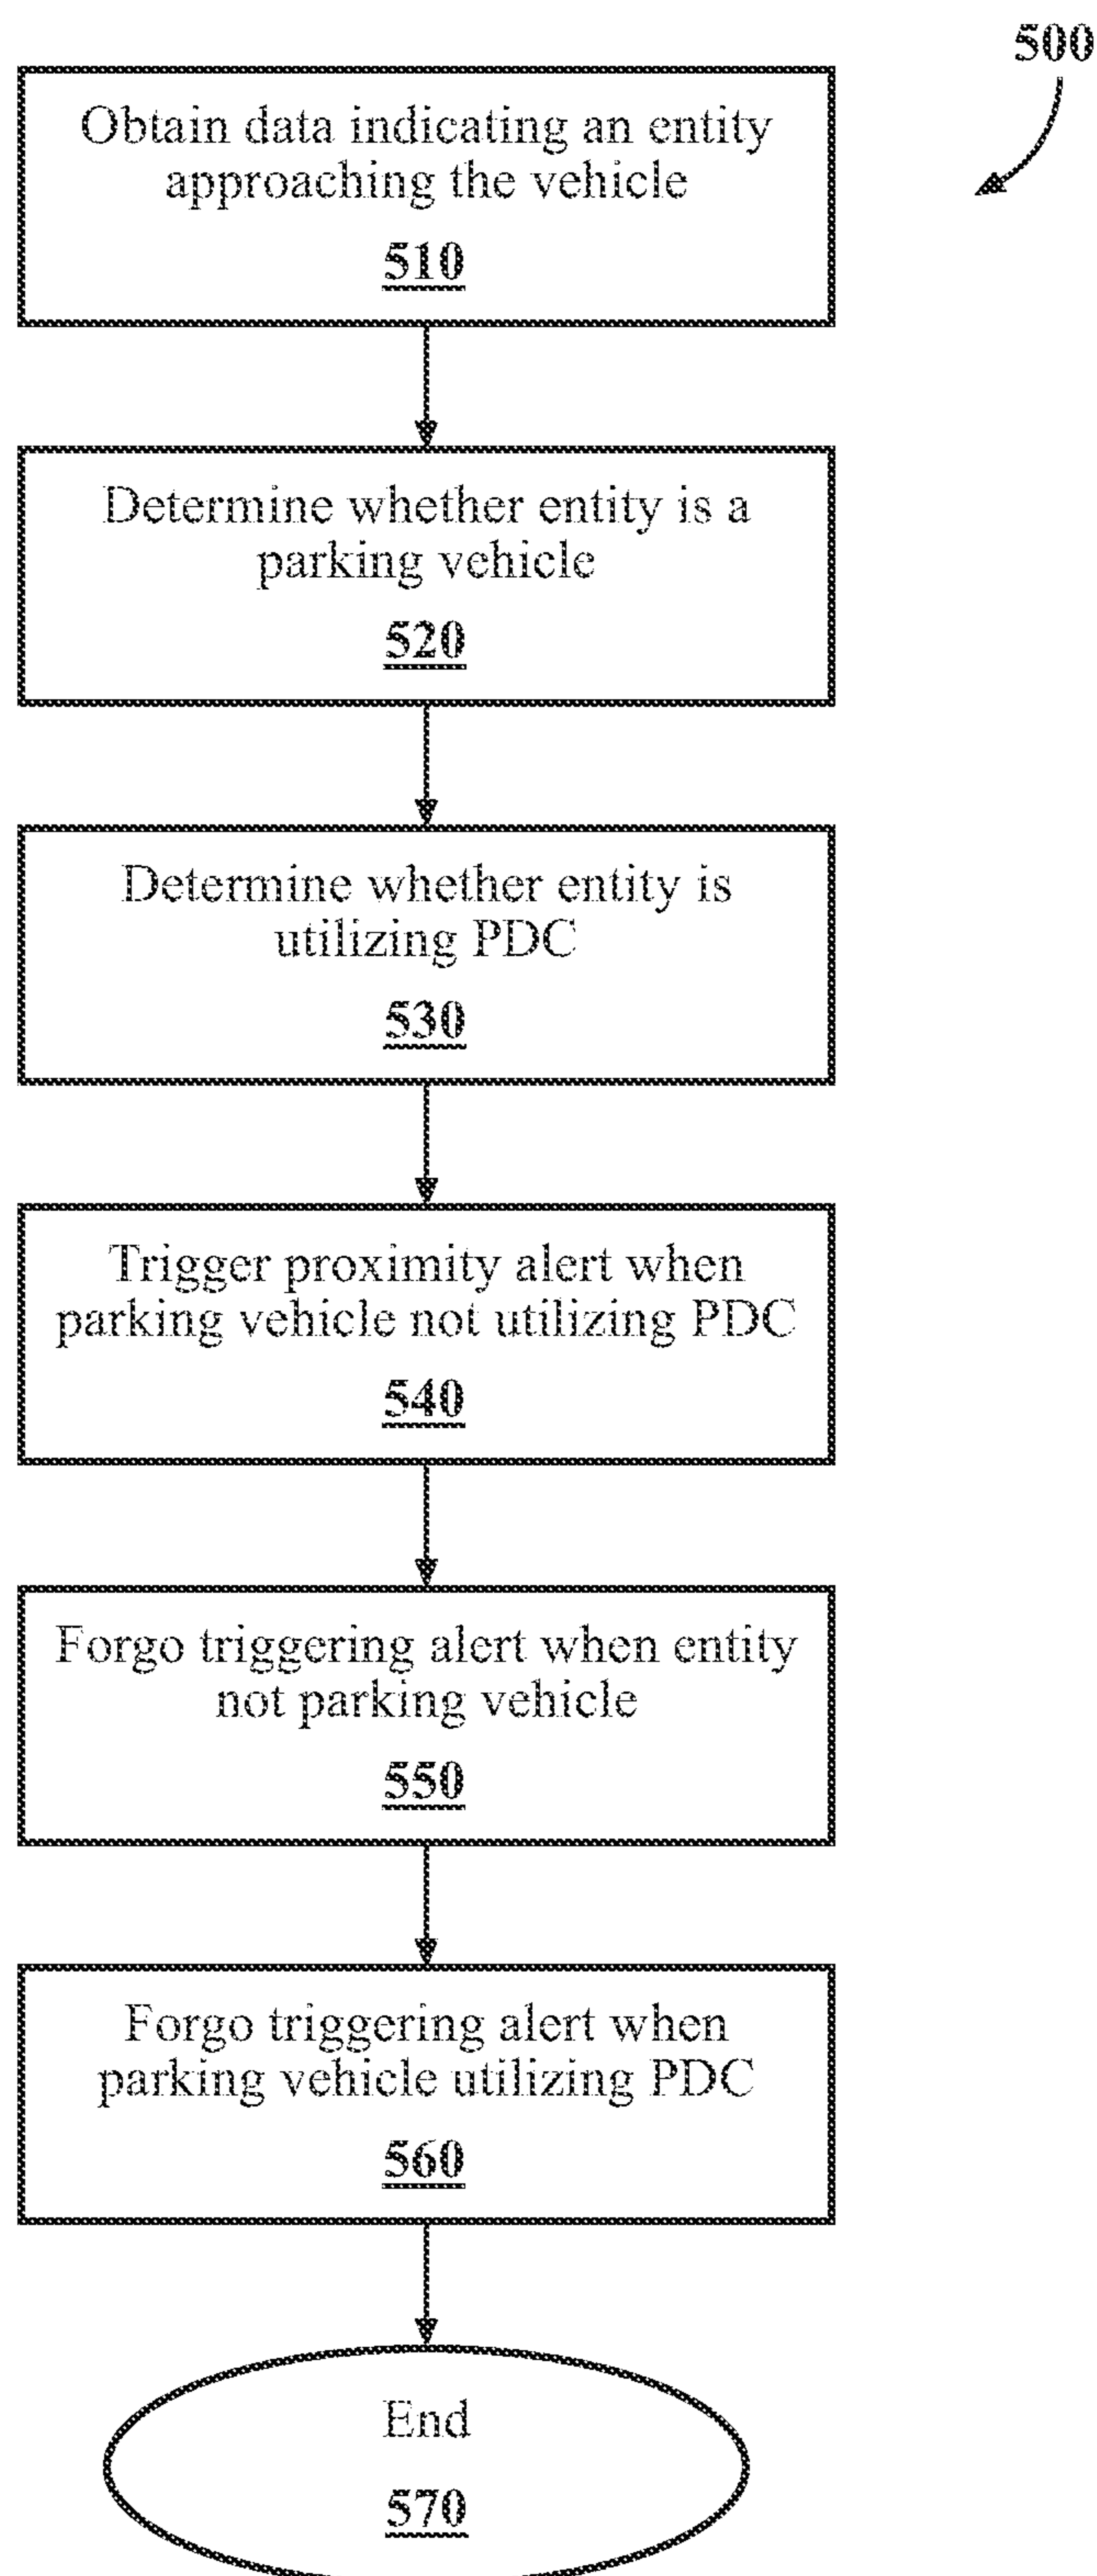 500
Obtain data indicating an entity
approaching the vehicle
510
Determine whether entity is a
parking vehicle
520
Determine whether entity is
utilizing PDC
530
Trigger proximity alert when
parking vehicle not utilizing PDC
540
Forgo triggering alert when entity
not parking vehicle
550
Forgo triggering alert when
parking vehicle utilizing PDC
560
End
570